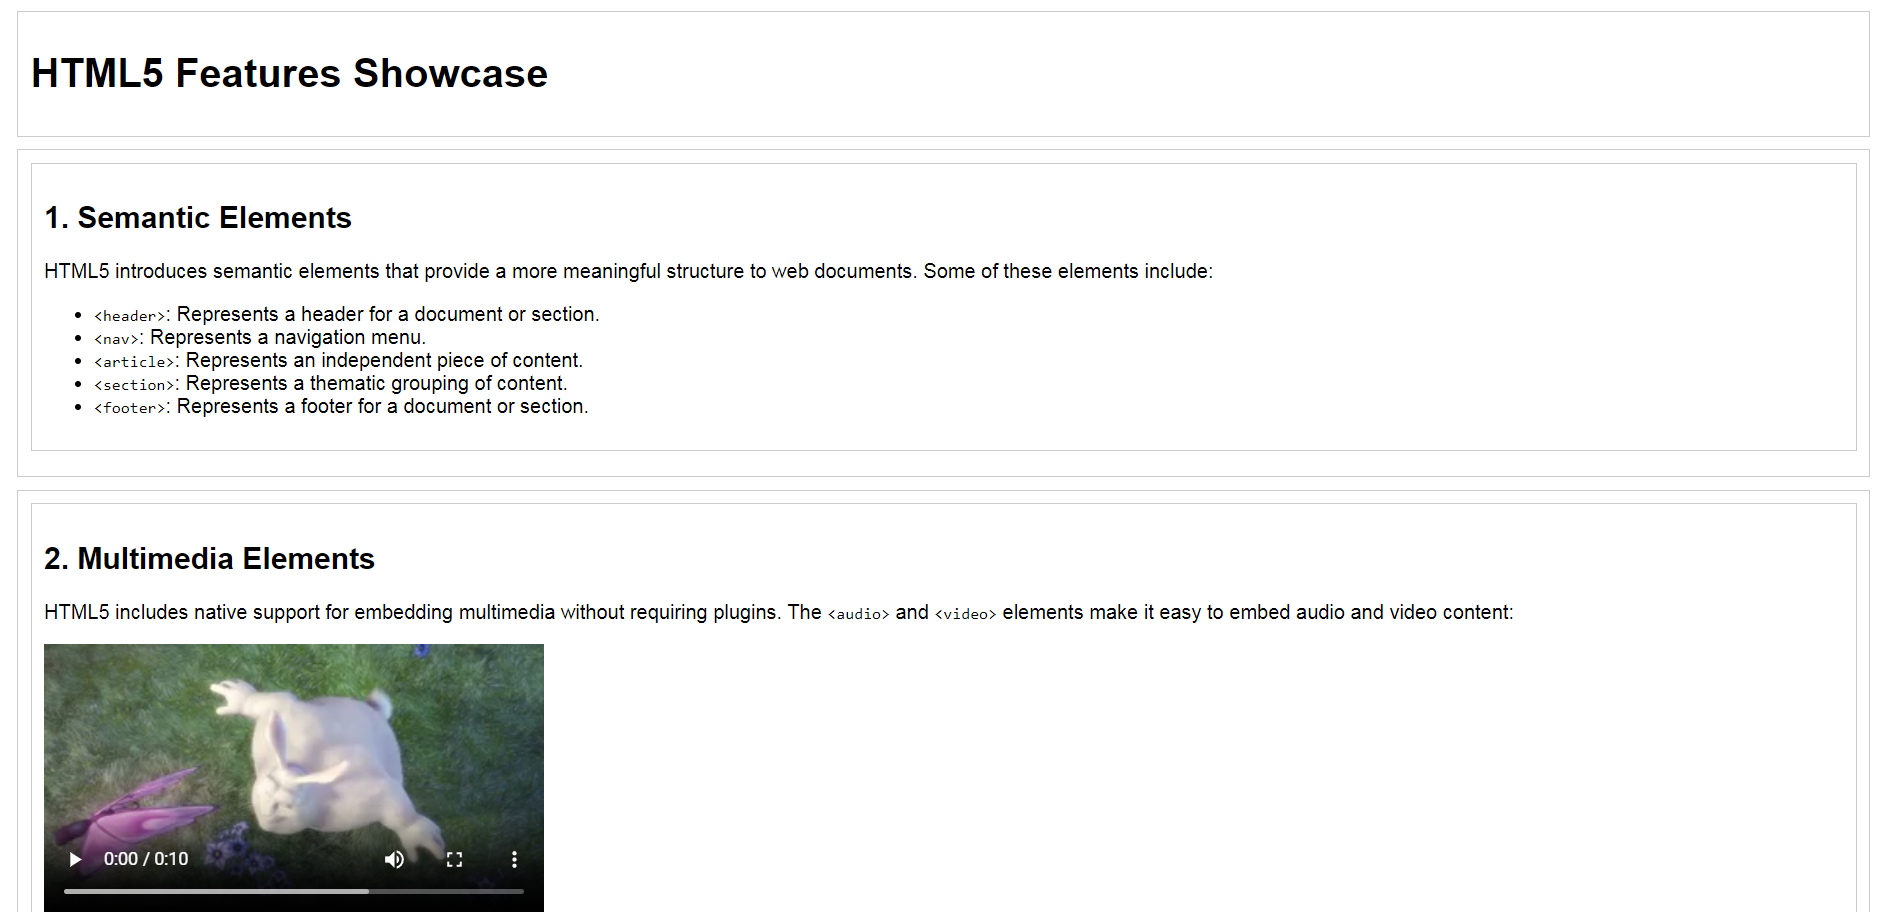 HTML5 Features Showcase
1. Semantic Elements
HTML5 introduces semantic elements that provide a more meaningful structure to web documents. Some of these elements include:
• <header>: Represents a header for a document or section.
• <nav>: Represents a navigation menu.
• <article>: Represents an independent piece of content.
• <section>: Represents a thematic grouping of content.
• <footer>: Represents a footer for a document or section.
2. Multimedia Elements
HTML5 includes native support for embedding multimedia without requiring plugins. The <audio> and <video> elements make it easy to embed audio and video content:
0:00 / 0:10